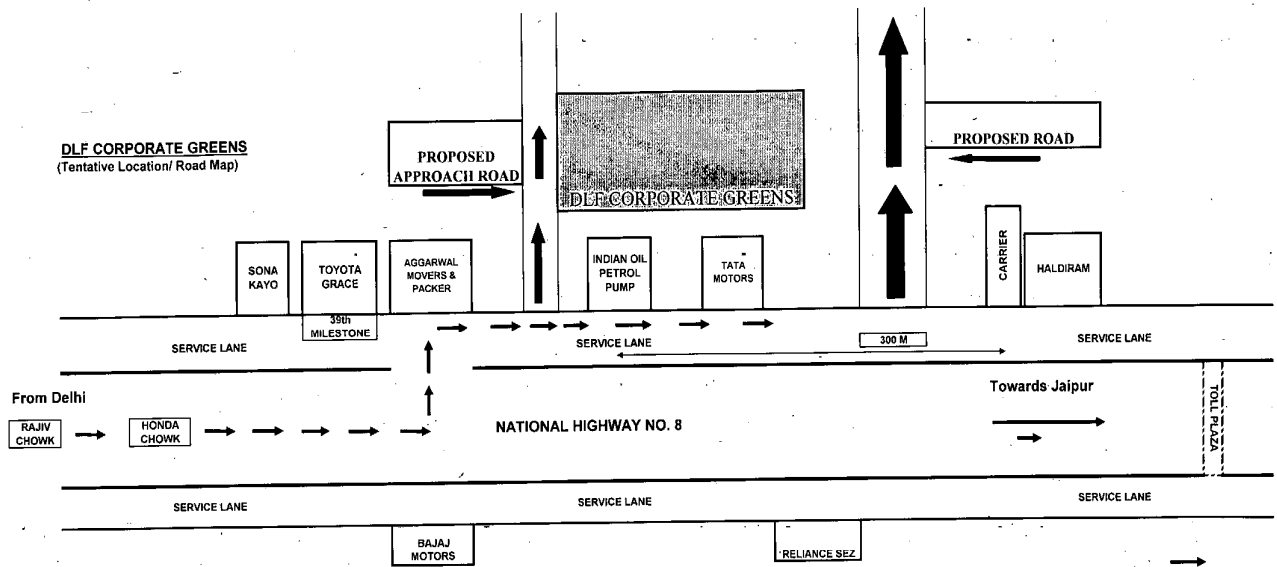 DLF CORPORATE GREENS
(Tentative Location/ Road Map)
PROPOSED
APPROACH ROAD
DLF CORPORATE GREENS
PROPOSED ROAD
SONA
KAYO
TOYOTA
GRACE
AGGARWAL
MOVERS &
PACKER
INDIAN OIL
PETROL
PUMP
TATA
MOTORS
CARRIER
HALDIRAM
39th
MILESTONE
SERVICE LANE
SERVICE LANE
300 M
SERVICE LANE
From Delhi
RAJIV
CHOWK
HONDA
CHOWK
NATIONAL HIGHWAY NO. 8
Towards Jaipur
TOLL PLAZA
SERVICE LANE
SERVICE LANE
SERVICE LANE
BAJAJ
MOTORS
RELIANCE SEZ